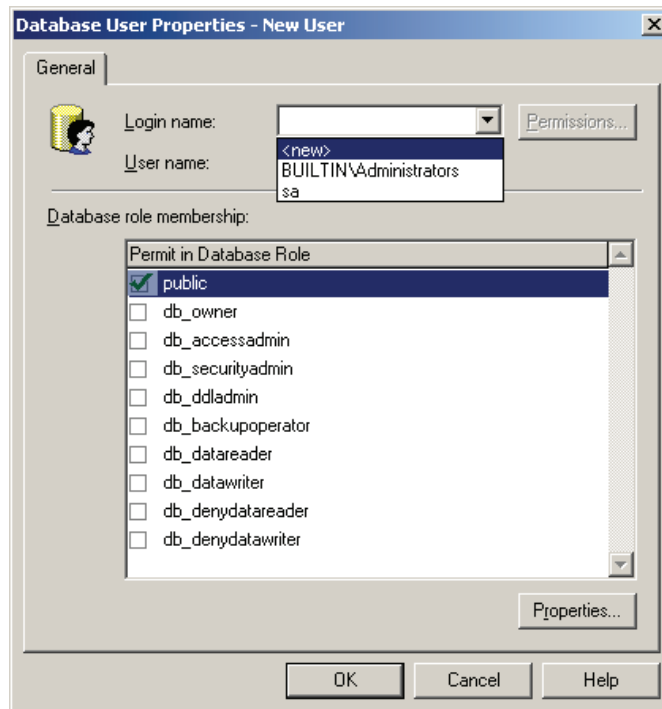 Database User Properties - New User
General
Login name:
Permissions...
<new>
BUILTIN\Administrators
sa
User name:
Database role membership:
Permit in Database Role
public
db_owner
db_accessadmin
db_securityadmin
db_ddladmin
db_backupoperator
db_datareader
db_datawriter
db_denydatareader
db_denydatawriter
Properties...
OK Cancel Help